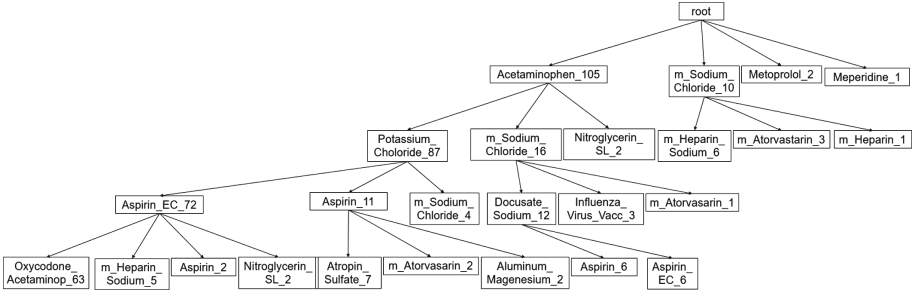 root
Acetaminophen_105
m_Sodium_
Chloride_10
Metoprolol_2
Meperidine_1
Potassium_
Choloride_87
m_Sodium_
Chloride_16
Nitroglycerin_
SL_2
m_Heparin_
Sodium_6
m_Atorvastarin_3
m_Heparin_1
Aspirin_EC_72
Aspirin_11
m_Sodium_
Chloride_4
Docusate_
Sodium_12
Influenza_
Virus_Vacc_3
m_Atorvasarin_1
Oxycodone_
Acetaminop_63
m_Heparin_
Sodium_5
Aspirin_2
Nitroglycerin_
SL_2
Atropin_
Sulfate_7
m_Atorvasarin_2
Aluminum_
Magenesium_2
Aspirin_6
Aspirin_
EC_6